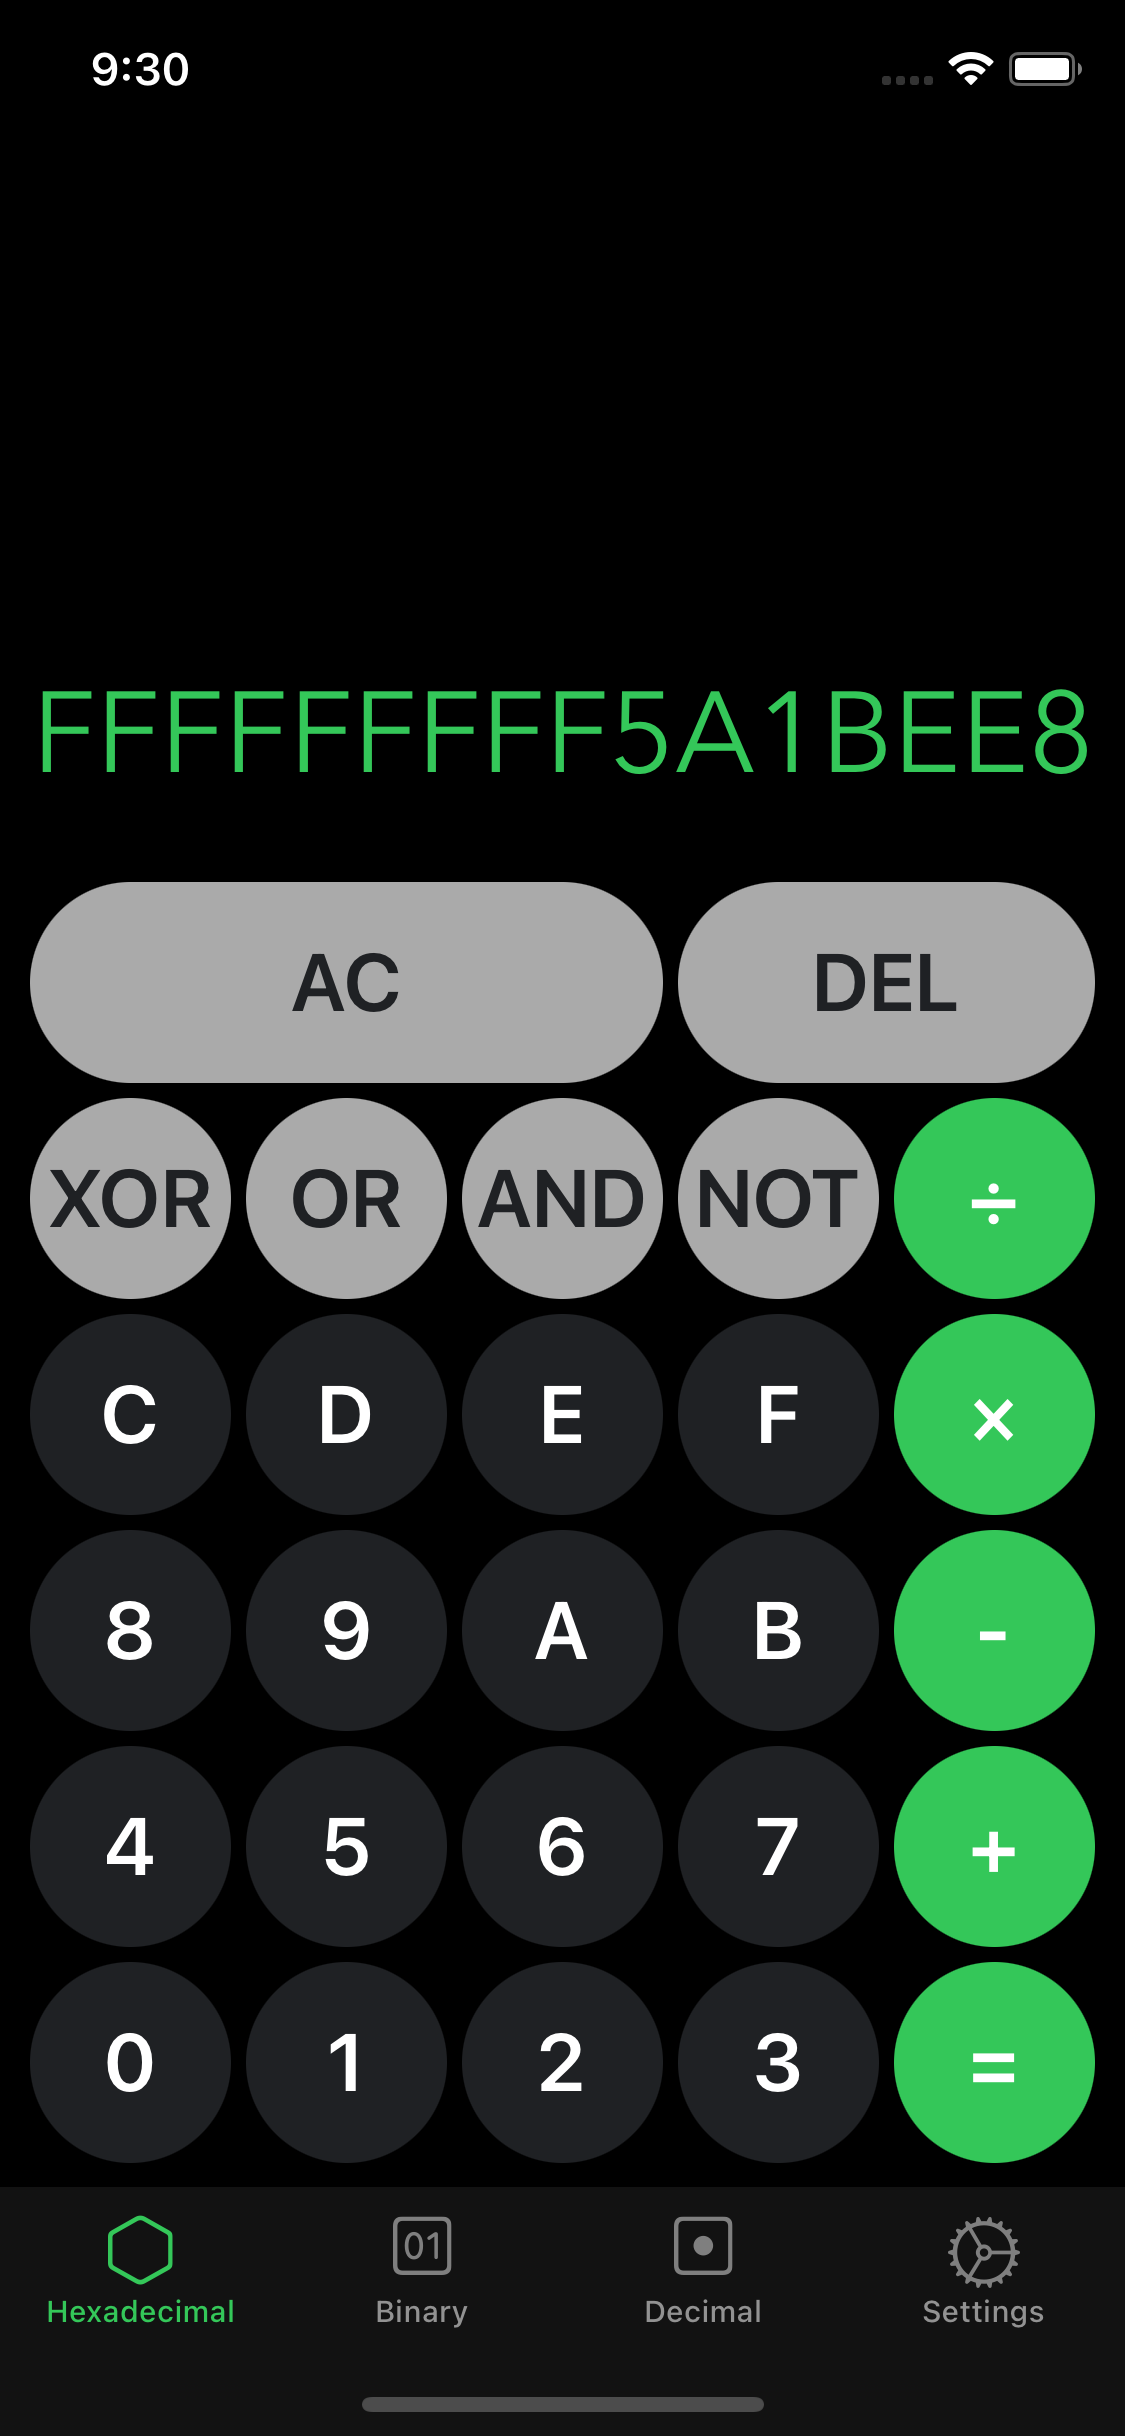 9:30
FFFFFFFFF5A1BEE8
AC DEL
XOR OR AND NOT ÷
C D E F ×
8 9 A B -
4 5 6 7 +
0 1 2 3 =
01
Hexadecimal Binary Decimal Settings